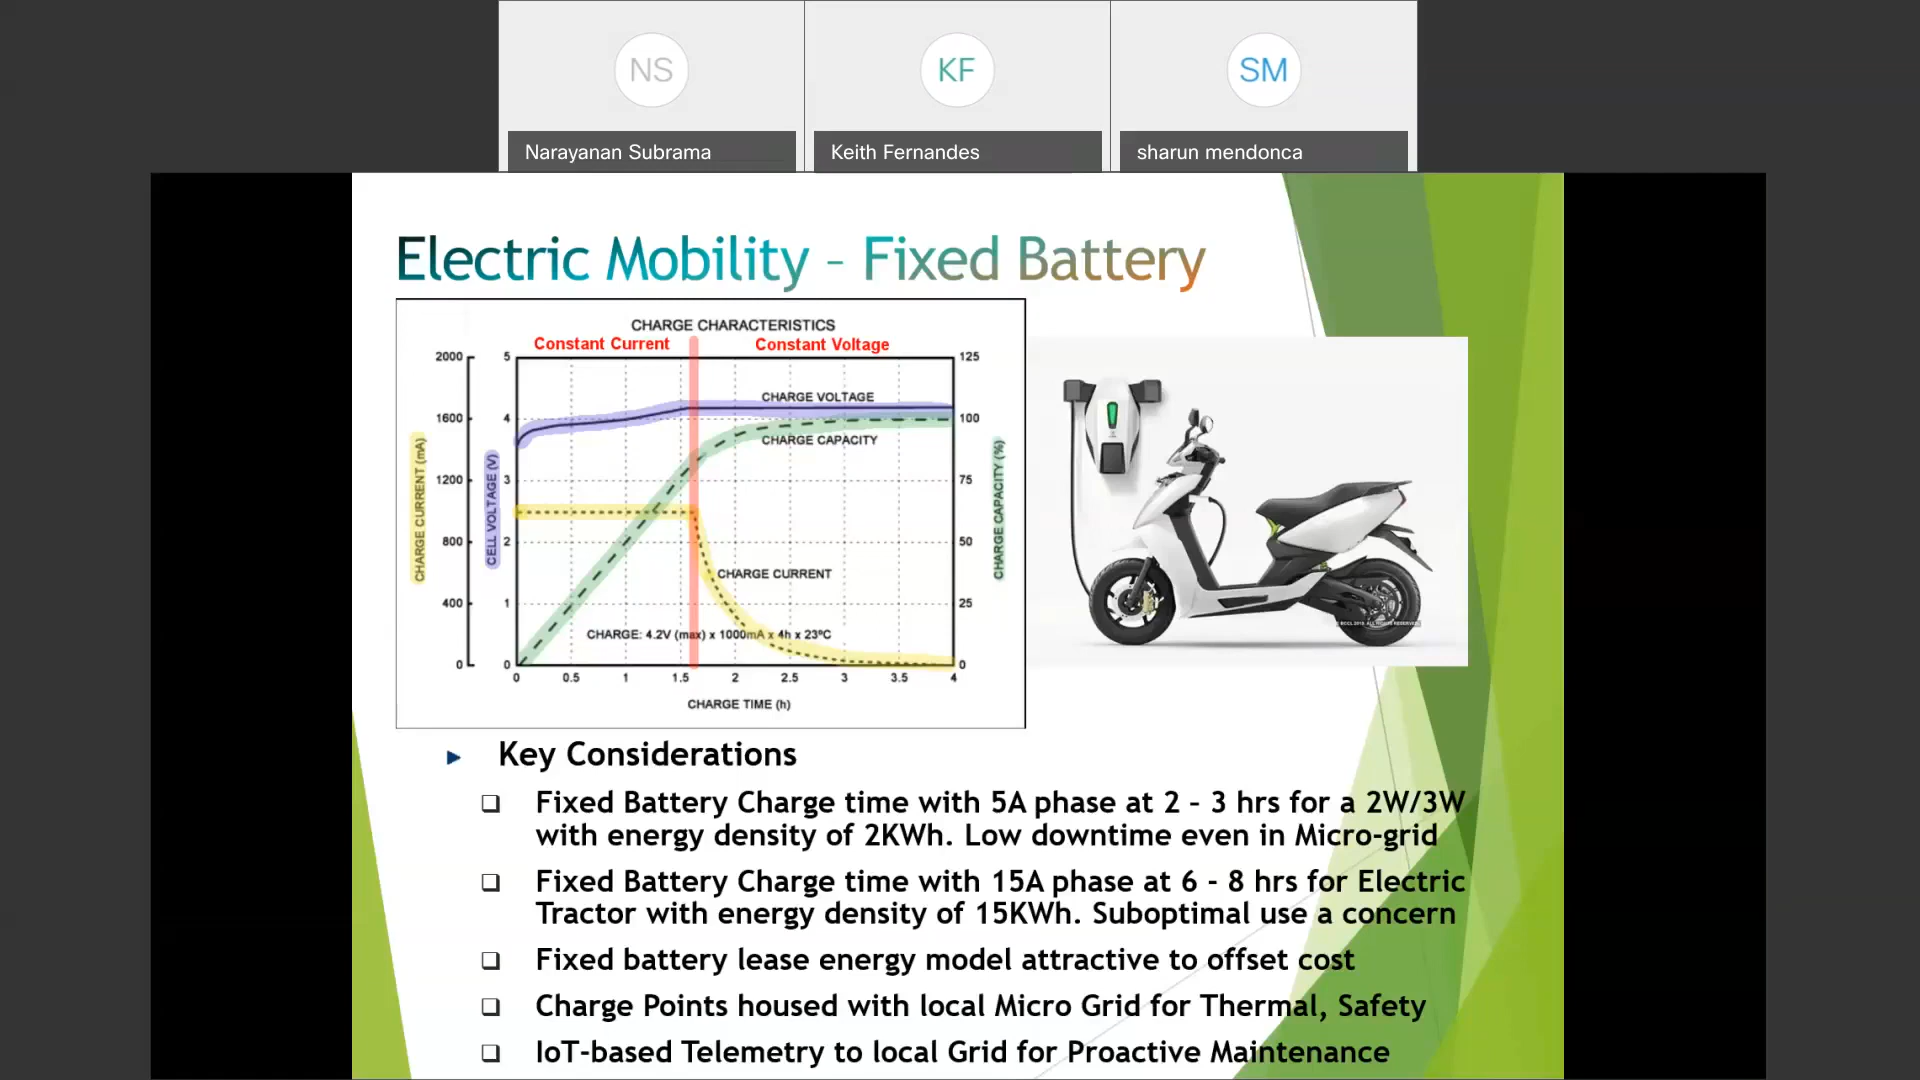 NS
KF
SM
Narayanan Subrama
Keith Fernandes
sharun mendonca
Electric Mobility – Fixed Battery
CHARGE CHARACTERISTICS
Constant Current
Constant Voltage
2000
1600
1200
800
400
0
CHARGE CURRENT (mA)
5
4
3
2
1
0
CELL VOLTAGE (V)
CHARGE VOLTAGE
CHARGE CAPACITY
CHARGE CURRENT
CHARGE: 4.2V (max) x 1000mA x 4h x 23ºC
125
100
75
50
25
0
CHARGE CAPACITY (%)
0 0.5 1 1.5 2 2.5 3 3.5 4
CHARGE TIME (h)
Key Considerations
Fixed Battery Charge time with 5A phase at 2 – 3 hrs for a 2W/3W
with energy density of 2KWh. Low downtime even in Micro-grid
Fixed Battery Charge time with 15A phase at 6 - 8 hrs for Electric
Tractor with energy density of 15KWh. Suboptimal use a concern
Fixed battery lease energy model attractive to offset cost
Charge Points housed with local Micro Grid for Thermal, Safety
IoT-based Telemetry to local Grid for Proactive Maintenance